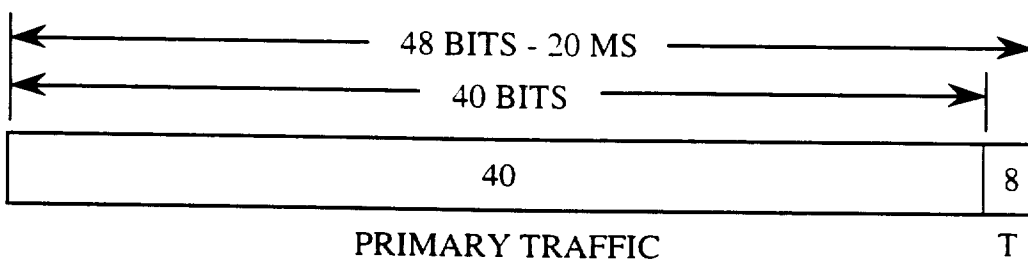 48 BITS - 20 MS
40 BITS
40 8
PRIMARY TRAFFIC T